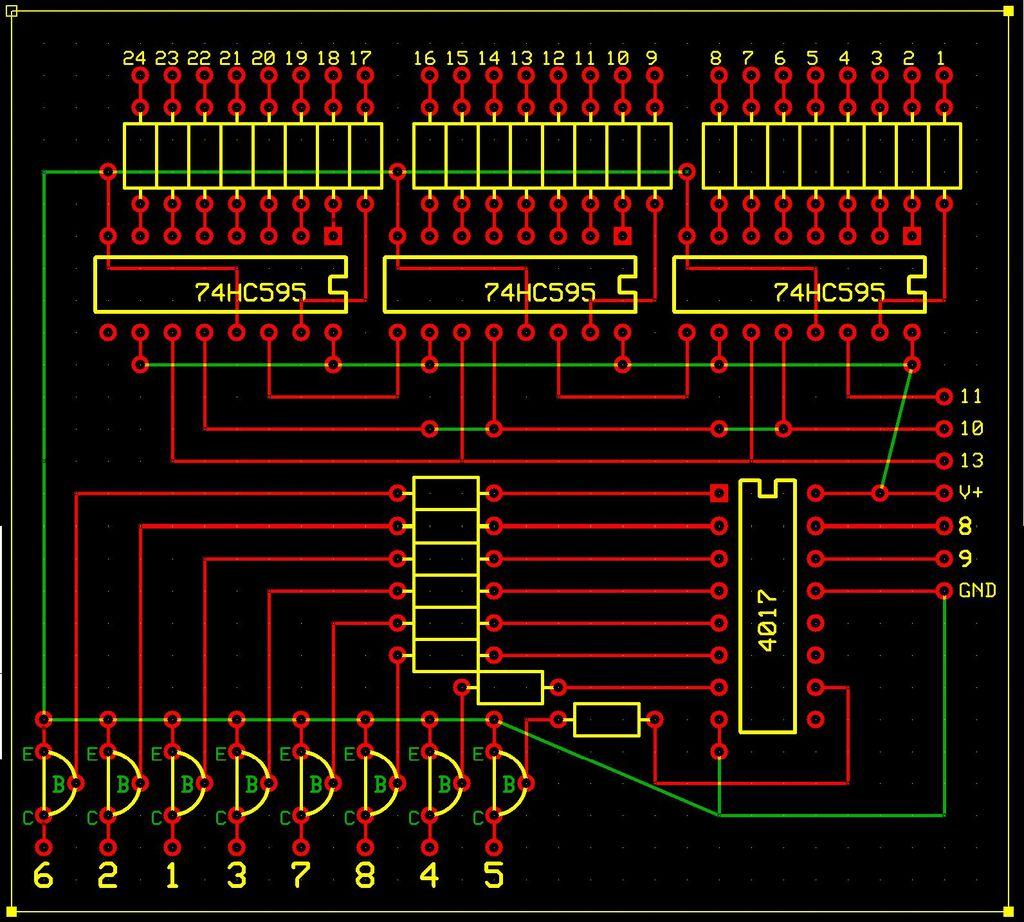 24 23 22 21 20 19 18 17 16 15 14 13 12 11 10 9 8 7 6 5 4 3 2 1
74HC595 74HC595 74HC595
11
10
13
V+
8
9
GND
4017
E E E E E E E E
B B B B B B B B
C C C C C C C C
6 2 1 3 7 8 4 5